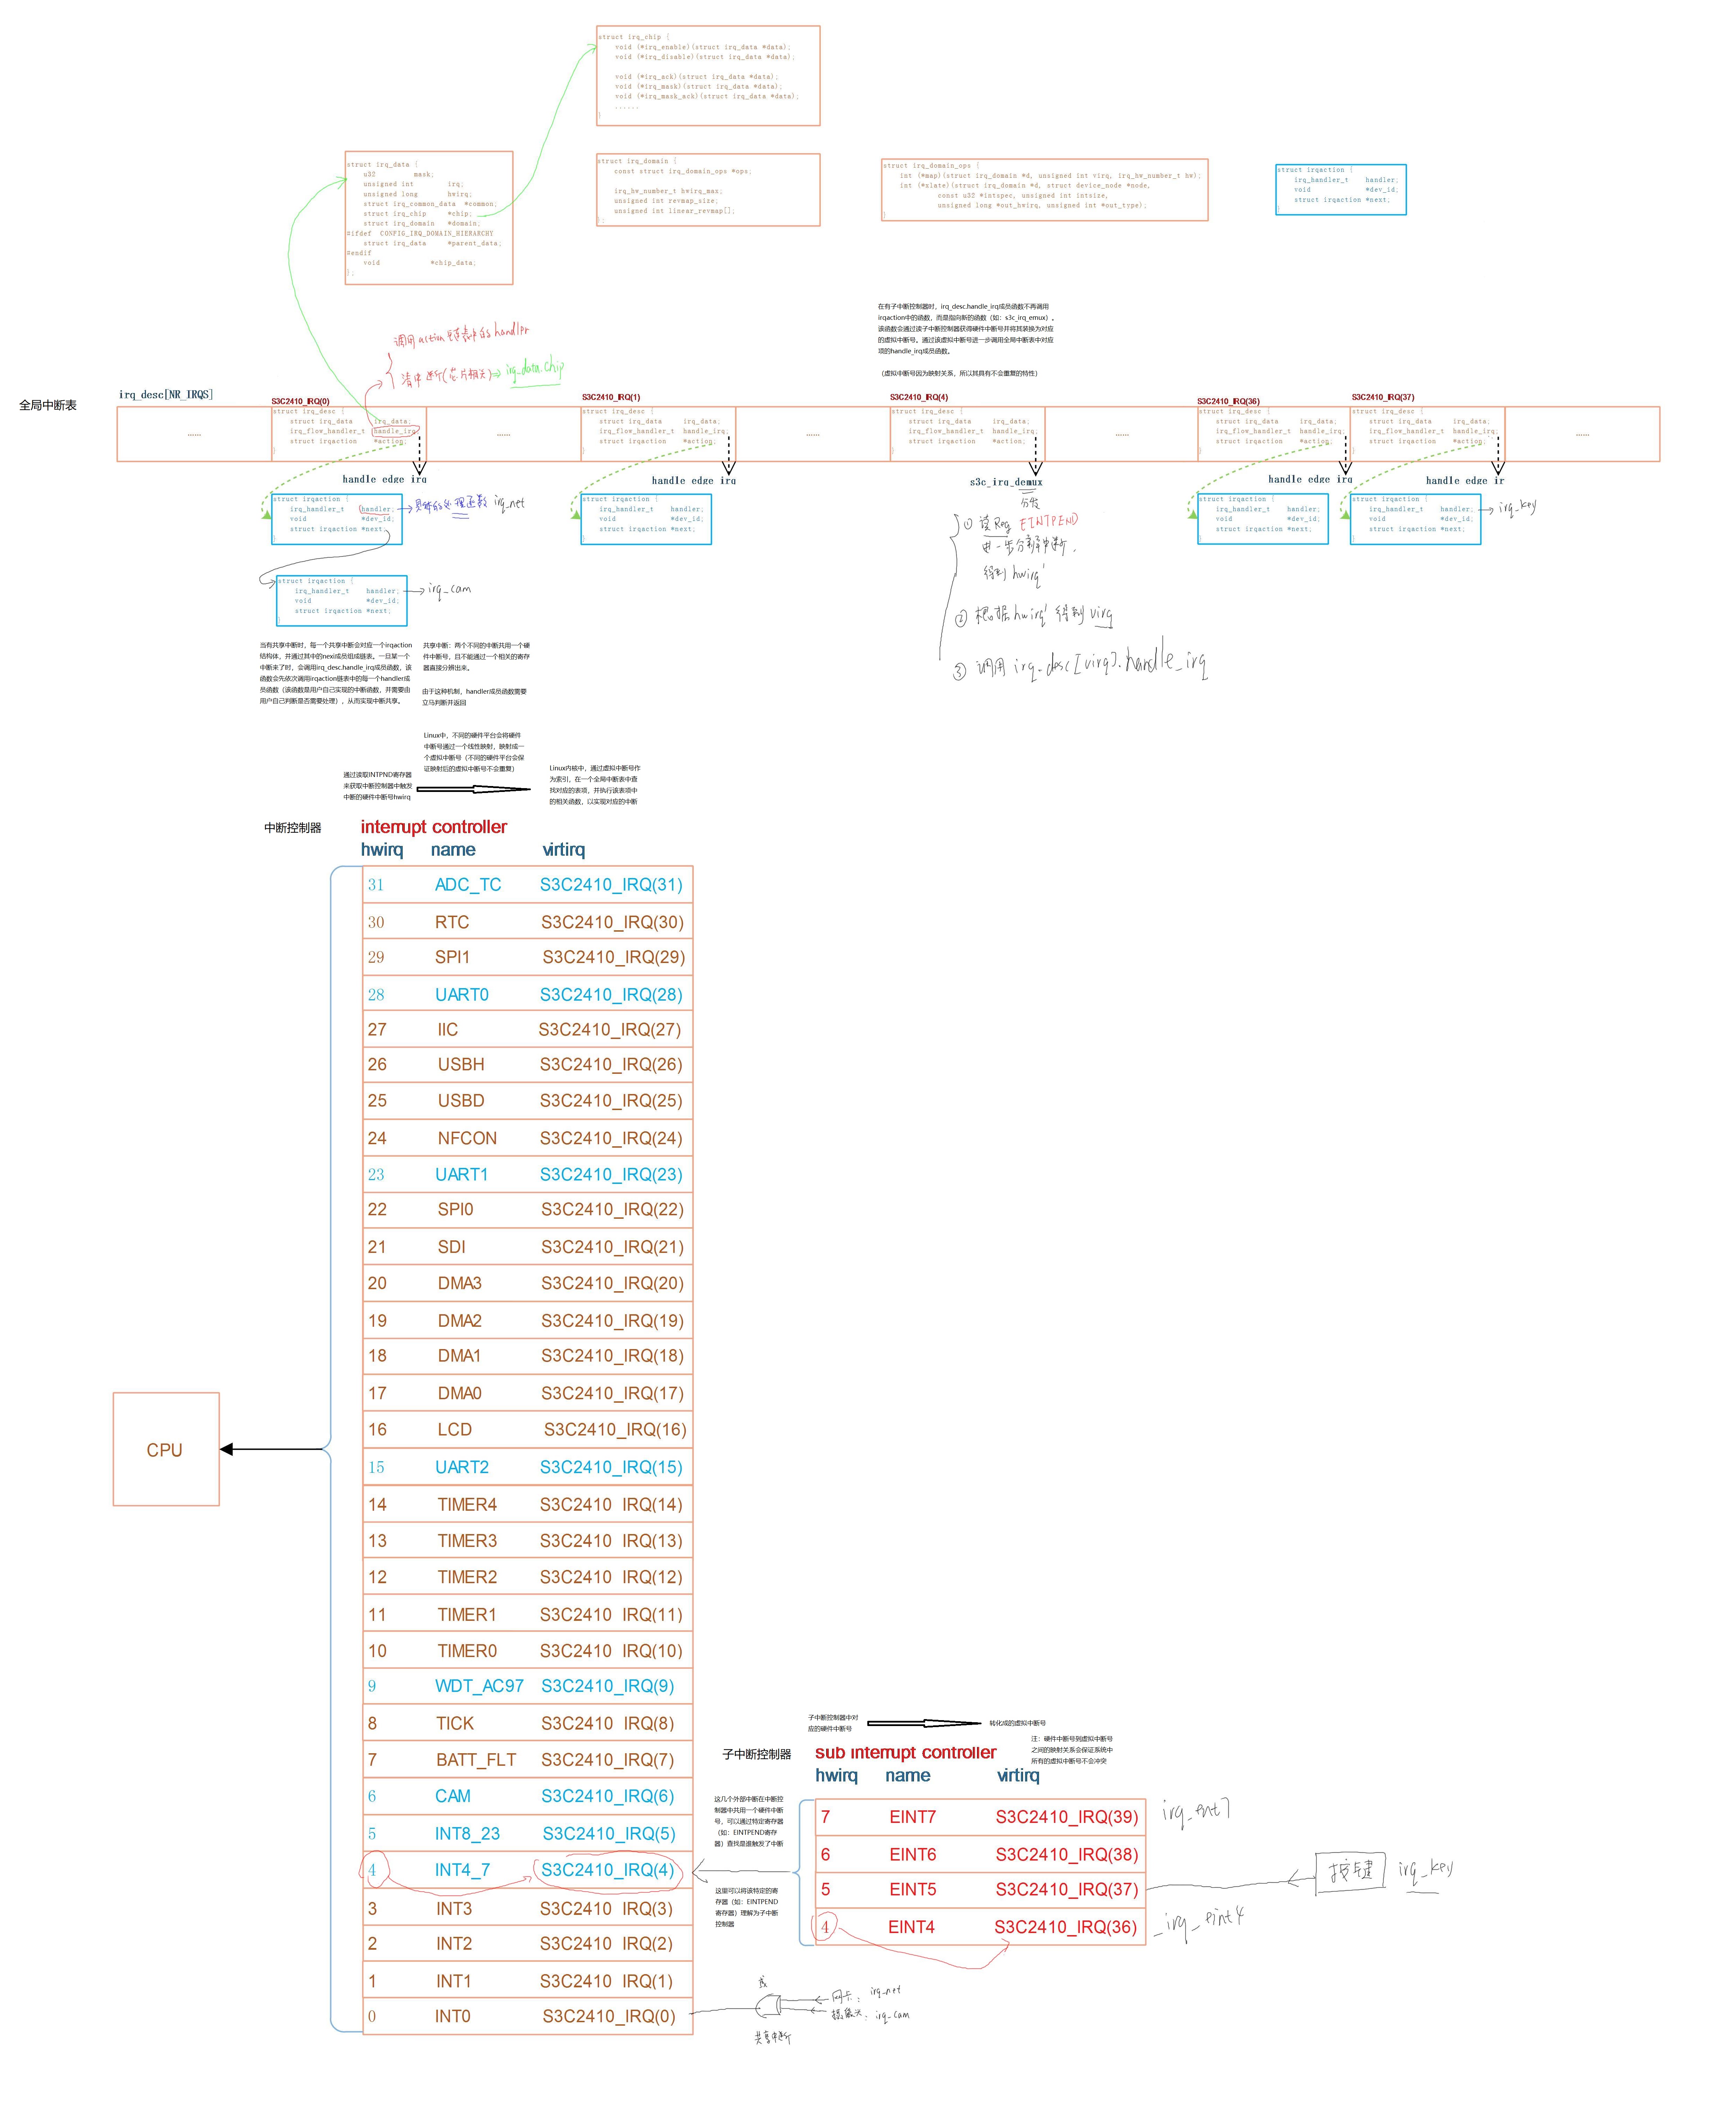 struct irq_chip {
void (*irq_enable)(struct irq_data *data);
void (*irq_disable)(struct irq_data *data);
void (*irq_ack)(struct irq_data *data);
void (*irq_mask)(struct irq_data *data);
void (*irq_mask_ack)(struct irq_data *data);
......
}
struct irq_data {
u32 mask;
unsigned int irq;
unsigned long hwirq;
struct irq_common_data *common;
struct irq_chip *chip;
struct irq_domain *domain;
#ifdef CONFIG_IRQ_DOMAIN_HIERARCHY
struct irq_data *parent_data;
#endif
void *chip_data;
};
struct irq_domain {
const struct irq_domain_ops *ops;
irq_hw_number_t hwirq_max;
unsigned int revmap_size;
unsigned int linear_revmap[];
};
struct irq_domain_ops {
int (*map)(struct irq_domain *d, unsigned int virq, irq_hw_number_t hw);
int (*xlate)(struct irq_domain *d, struct device_node *node,
const u32 *intspec, unsigned int intsize,
unsigned long *out_hwirq, unsigned int *out_type);
}
struct irqaction {
irq_handler_t handler;
void *dev_id;
struct irqaction *next;
在有子中断控制器时，irq_desc.handle_irq成员函数不再调用
irqaction中的函数，而是指向新的函数（如：s3c_irq_emux）。
该函数会通过读子中断控制器获得硬件中断号并将其装换为对应
的虚拟中断号。通过该虚拟中断号进一步调用全局中断表中对应
项的handle_irq成员函数。
（虚拟中断号因为映射关系，所以其具有不会重复的特性）
调用action链表中的handler
清中断(芯片相关)⇒irq_data.chip
全局中断表
irq_desc[NR_IRQS]
......
S3C2410_IRQ(0)
struct irq_desc {
struct irq_data irq_data;
irq_flow_handler_t handle_irq;
struct irqaction *action;
}
......
S3C2410_IRQ(1)
struct irq_desc {
struct irq_data irq_data;
irq_flow_handler_t handle_irq;
struct irqaction *action;
}
......
S3C2410_IRQ(4)
struct irq_desc {
struct irq_data irq_data;
irq_flow_handler_t handle_irq;
struct irqaction *action;
}
......
S3C2410_IRQ(36)
struct irq_desc {
struct irq_data irq_data;
irq_flow_handler_t handle_irq;
struct irqaction *action;
}
S3C2410_IRQ(37)
struct irq_desc {
struct irq_data irq_data;
irq_flow_handler_t handle_irq;
struct irqaction *action;
}
......
handle edge irq
struct irqaction {
irq_handler_t handler;
void *dev_id;
struct irqaction *next;
}
具体的处理函数 irq_net
struct irqaction {
irq_handler_t handler;
void *dev_id;
struct irqaction *next;
}
irq_cam
handle edge irq
struct irqaction {
irq_handler_t handler;
void *dev_id;
struct irqaction *next;
}
s3c_irq_demux
分发
① 读Reg EINTPEND
进一步分辨中断，
得到 hwirq'
② 根据hwirq' 得到 virq
③ 调用 irq_desc[virq].handle_irq
handle edge irq
struct irqaction {
irq_handler_t handler;
void *dev_id;
struct irqaction *next;
}
handle edge ir
struct irqaction {
irq_handler_t handler;
void *dev_id;
struct irqaction *next;
}
irq_key
当有共享中断时，每一个共享中断会对应一个irqaction
结构体，并通过其中的next成员组成链表。一旦某一个
中断来了时，会调用irq_desc.handle_irq成员函数，该
函数会先依次调用irqaction链表中的每一个handler成
员函数（该函数是用户自己实现的中断函数，并需要由
用户自己判断是否需要处理），从而实现中断共享。
共享中断：两个不同的中断共用一个硬
件中断号，且不能通过一个相关的寄存
器直接分辨出来。
由于这种机制，handler成员函数需要
立马判断并返回
Linux中，不同的硬件平台会将硬件
中断号通过一个线性映射，映射成一
个虚拟中断号（不同的硬件平台会保
证映射后的虚拟中断号不会重复）
通过读取INTPND寄存器
来获取中断控制器中触发
中断的硬件中断号hwirq
Linux内核中，通过虚拟中断号作
为索引，在一个全局中断表中查
找对应的表项，并执行该表项中
的相关函数，以实现对应的中断
中断控制器
interrupt controller
hwirq name virtirq
31 ADC_TC S3C2410_IRQ(31)
30 RTC S3C2410_IRQ(30)
29 SPI1 S3C2410_IRQ(29)
28 UART0 S3C2410_IRQ(28)
27 IIC S3C2410_IRQ(27)
26 USBH S3C2410_IRQ(26)
25 USBD S3C2410_IRQ(25)
24 NFCON S3C2410_IRQ(24)
23 UART1 S3C2410_IRQ(23)
22 SPI0 S3C2410_IRQ(22)
21 SDI S3C2410_IRQ(21)
20 DMA3 S3C2410_IRQ(20)
19 DMA2 S3C2410_IRQ(19)
18 DMA1 S3C2410_IRQ(18)
17 DMA0 S3C2410_IRQ(17)
16 LCD S3C2410_IRQ(16)
15 UART2 S3C2410_IRQ(15)
14 TIMER4 S3C2410 IRQ(14)
13 TIMER3 S3C2410 IRQ(13)
12 TIMER2 S3C2410 IRQ(12)
11 TIMER1 S3C2410 IRQ(11)
10 TIMER0 S3C2410 IRQ(10)
9 WDT_AC97 S3C2410_IRQ(9)
8 TICK S3C2410 IRQ(8)
7 BATT_FLT S3C2410_IRQ(7)
6 CAM S3C2410_IRQ(6)
5 INT8_23 S3C2410_IRQ(5)
4 INT4_7 S3C2410_IRQ(4)
3 INT3 S3C2410 IRQ(3)
2 INT2 S3C2410 IRQ(2)
1 INT1 S3C2410 IRQ(1)
0 INT0 S3C2410_IRQ(0)
CPU
子中断控制器中对
应的硬件中断号
转化成的虚拟中断号
注：硬件中断号到虚拟中断号
之间的映射关系会保证系统中
所有的虚拟中断号不会冲突
子中断控制器
sub interrupt controller
hwirq name virtirq
7 EINT7 S3C2410_IRQ(39)
6 EINT6 S3C2410_IRQ(38)
5 EINT5 S3C2410_IRQ(37)
4 EINT4 S3C2410_IRQ(36)
这几个外部中断在中断控
制器中共用一个硬件中断
号，可以通过特定寄存器
（如：EINTPEND寄存
器）查找是谁触发了中断
这里可以将该特定的寄
存器（如：EINTPEND
寄存器）理解为子中断
控制器
irq_ent7
按键 irq_key
_irq_eint4
或
网卡：irq_net
摄像头：irq_cam
共享中断